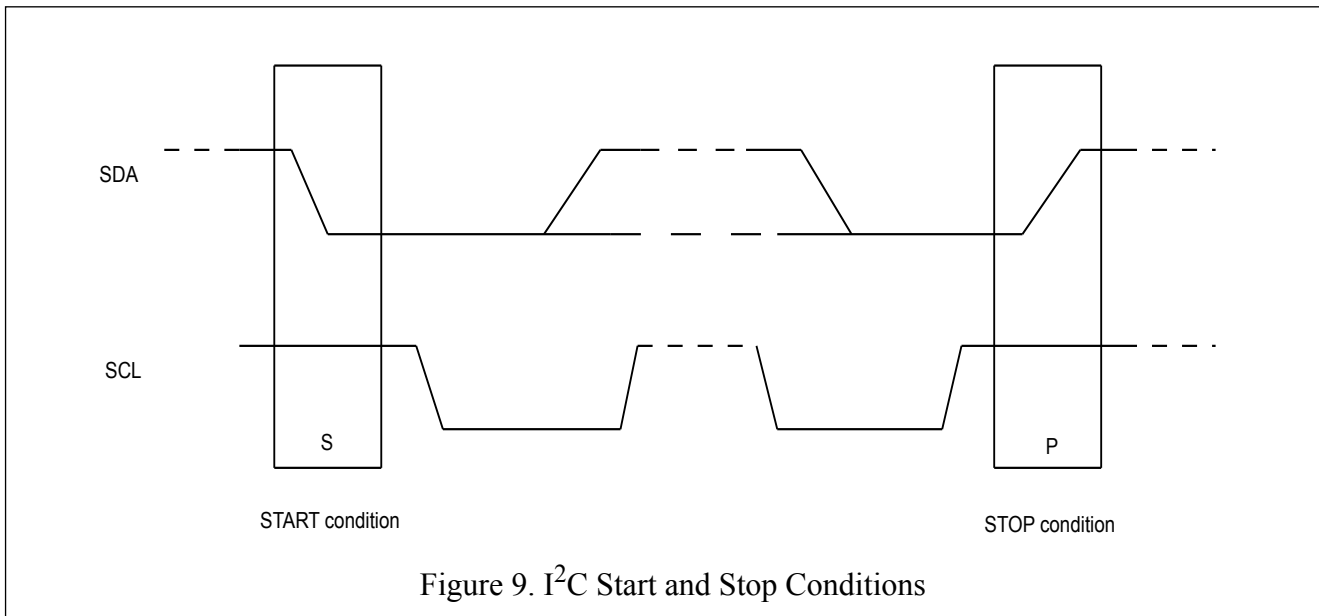 SDA
SCL
S
P
START condition
STOP condition
Figure 9. I²C Start and Stop Conditions